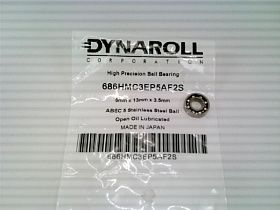 DYNAROLL
CORPORATION
High Precision Ball Bearing
686HMC3EP5AF2S
6mm x 13mm x 3.5mm
ABEC 5 Stainless Steel Ball
Open Oil Lubricated
MADE IN JAPAN
686HMC3EP5AF2S